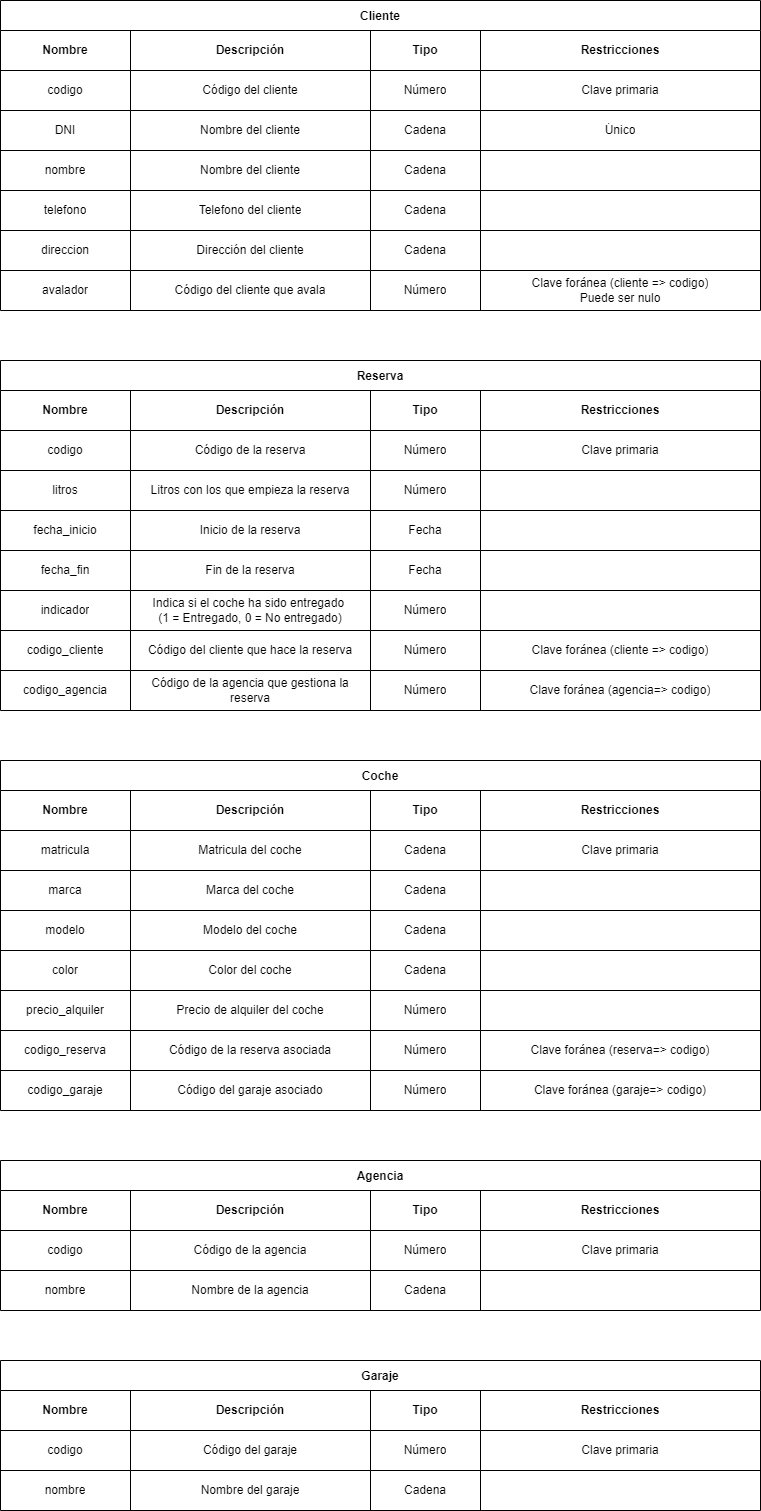 Cliente
Nombre Descripción Tipo Restricciones
codigo Código del cliente Número Clave primaria
DNI Nombre del cliente Cadena Único
nombre Nombre del cliente Cadena
telefono Telefono del cliente Cadena
direccion Dirección del cliente Cadena
avalador Código del cliente que avala Número Clave foránea (cliente => codigo)
Puede ser nulo
Reserva
Nombre Descripción Tipo Restricciones
codigo Código de la reserva Número Clave primaria
litros Litros con los que empieza la reserva Número
fecha_inicio Inicio de la reserva Fecha
fecha_fin Fin de la reserva Fecha
indicador Indica si el coche ha sido entregado
(1 = Entregado, 0 = No entregado) Número
codigo_cliente Código del cliente que hace la reserva Número Clave foránea (cliente => codigo)
codigo_agencia Código de la agencia que gestiona la
reserva Número Clave foránea (agencia=> codigo)
Coche
Nombre Descripción Tipo Restricciones
matricula Matricula del coche Cadena Clave primaria
marca Marca del coche Cadena
modelo Modelo del coche Cadena
color Color del coche Cadena
precio_alquiler Precio de alquiler del coche Número
codigo_reserva Código de la reserva asociada Número Clave foránea (reserva=> codigo)
codigo_garaje Código del garaje asociado Número Clave foránea (garaje=> codigo)
Agencia
Nombre Descripción Tipo Restricciones
codigo Código de la agencia Número Clave primaria
nombre Nombre de la agencia Cadena
Garaje
Nombre Descripción Tipo Restricciones
codigo Código del garaje Número Clave primaria
nombre Nombre del garaje Cadena